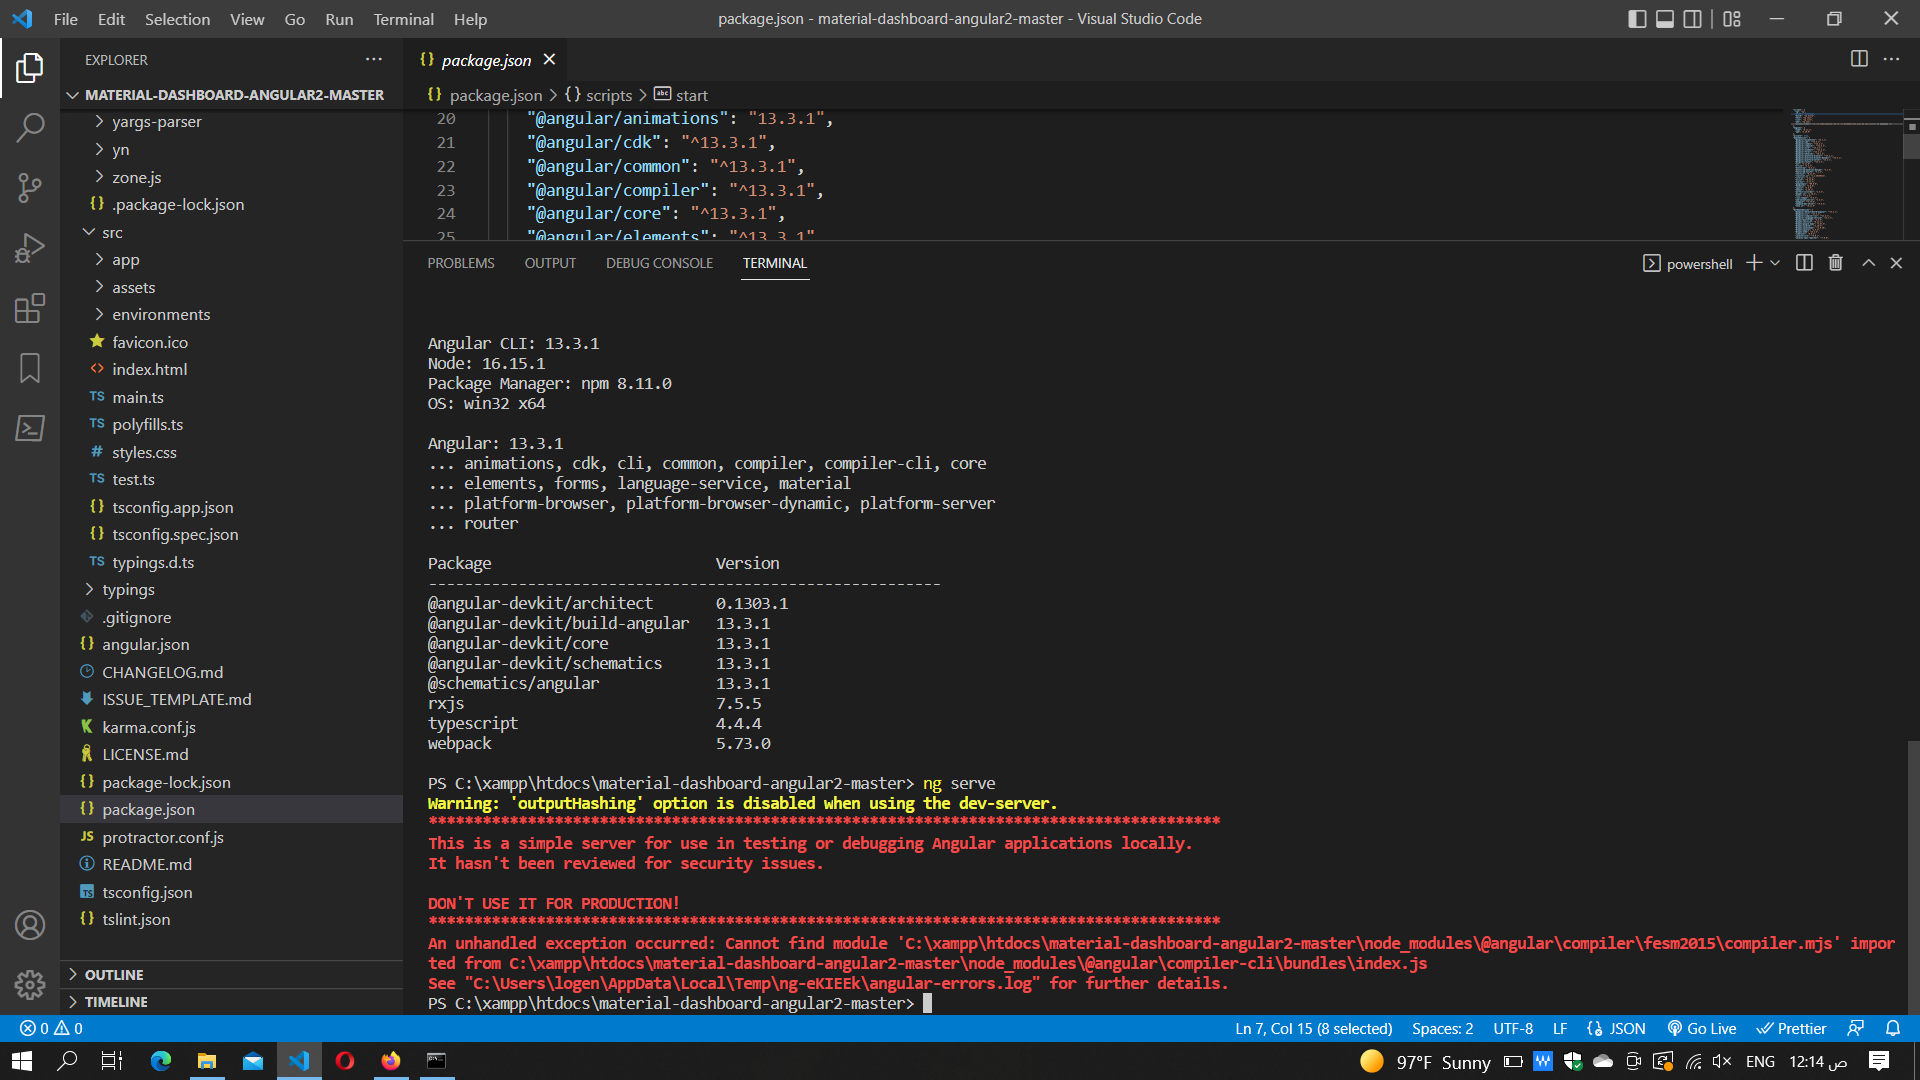 File Edit Selection View Go Run Terminal Help
package.json - material-dashboard-angular2-master - Visual Studio Code
EXPLORER
MATERIAL-DASHBOARD-ANGULAR2-MASTER
yargs-parser
yn
zone.js
.package-lock.json
src
app
assets
environments
favicon.ico
index.html
main.ts
polyfills.ts
styles.css
test.ts
tsconfig.app.json
tsconfig.spec.json
typings.d.ts
typings
.gitignore
angular.json
CHANGELOG.md
ISSUE_TEMPLATE.md
karma.conf.js
LICENSE.md
package-lock.json
package.json
protractor.conf.js
README.md
tsconfig.json
tslint.json
OUTLINE
TIMELINE
package.json
package.json > {} scripts > start
20 "@angular/animations": "13.3.1",
21 "@angular/cdk": "^13.3.1",
22 "@angular/common": "^13.3.1",
23 "@angular/compiler": "^13.3.1",
24 "@angular/core": "^13.3.1",
25 "@angular/elements": "^13.3.1"
PROBLEMS OUTPUT DEBUG CONSOLE TERMINAL
powershell
Angular CLI: 13.3.1
Node: 16.15.1
Package Manager: npm 8.11.0
OS: win32 x64
Angular: 13.3.1
... animations, cdk, cli, common, compiler, compiler-cli, core
... elements, forms, language-service, material
... platform-browser, platform-browser-dynamic, platform-server
... router
Package Version
---------------------------------------------------------
@angular-devkit/architect 0.1303.1
@angular-devkit/build-angular 13.3.1
@angular-devkit/core 13.3.1
@angular-devkit/schematics 13.3.1
@schematics/angular 13.3.1
rxjs 7.5.5
typescript 4.4.4
webpack 5.73.0
PS C:\xampp\htdocs\material-dashboard-angular2-master> ng serve
Warning: 'outputHashing' option is disabled when using the dev-server.
****************************************************************************************
This is a simple server for use in testing or debugging Angular applications locally.
It hasn't been reviewed for security issues.
DON'T USE IT FOR PRODUCTION!
****************************************************************************************
An unhandled exception occurred: Cannot find module 'C:\xampp\htdocs\material-dashboard-angular2-master\node_modules\@angular\compiler\fesm2015\compiler.mjs' impor
ted from C:\xampp\htdocs\material-dashboard-angular2-master\node_modules\@angular\compiler-cli\bundles\index.js
See "C:\Users\logen\AppData\Local\Temp\ng-eKIEEk\angular-errors.log" for further details.
PS C:\xampp\htdocs\material-dashboard-angular2-master>
0 0
Ln 7, Col 15 (8 selected) Spaces: 2 UTF-8 LF JSON Go Live Prettier
97°F Sunny ENG 12:14 ص